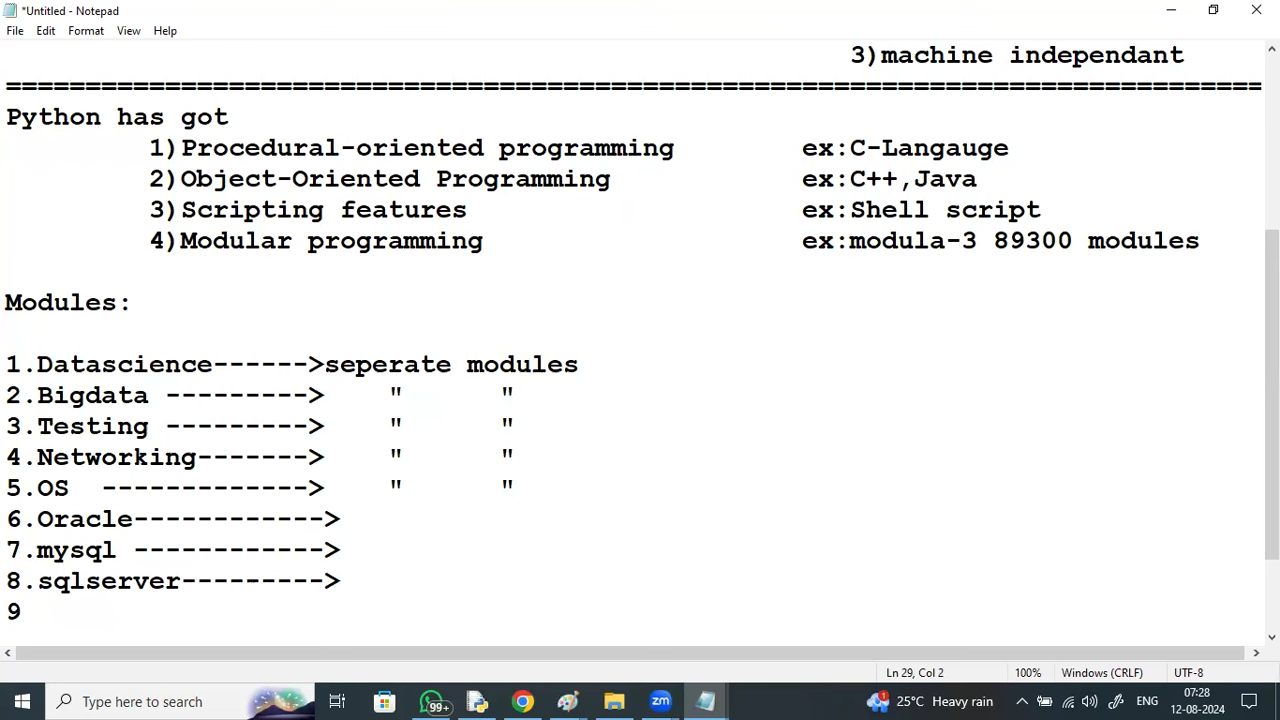 *Untitled - Notepad
File Edit Format View Help
3)machine independant
================================================================================
Python has got
1)Procedural-oriented programming ex:C-Langauge
2)Object-Oriented Programming ex:C++,Java
3)Scripting features ex:Shell script
4)Modular programming ex:modula-3 89300 modules
Modules:
1.Datascience------>seperate modules
2.Bigdata ---------> " "
3.Testing ---------> " "
4.Networking-------> " "
5.OS -------------> " "
6.Oracle------------>
7.mysql ------------>
8.sqlserver--------->
9
Ln 29, Col 2 100% Windows (CRLF) UTF-8
Type here to search 99+ zm 25°C Heavy rain ENG 07:28
12-08-2024